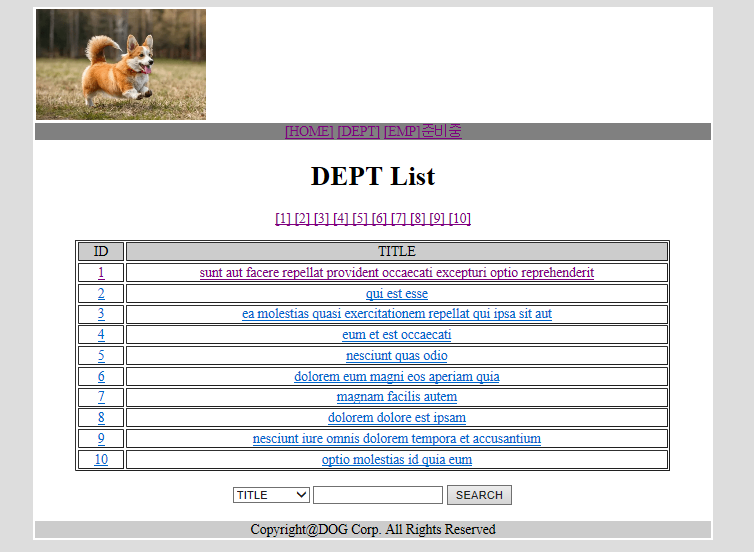 [HOME] [DEPT] [EMP]준비중
DEPT List
[1] [2] [3] [4] [5] [6] [7] [8] [9] [10]
ID TITLE
1 sunt aut facere repellat provident occaecati excepturi optio reprehenderit
2 qui est esse
3 ea molestias quasi exercitationem repellat qui ipsa sit aut
4 eum et est occaecati
5 nesciunt quas odio
6 dolorem eum magni eos aperiam quia
7 magnam facilis autem
8 dolorem dolore est ipsam
9 nesciunt iure omnis dolorem tempora et accusantium
10 optio molestias id quia eum
TITLE SEARCH
Copyright@DOG Corp. All Rights Reserved